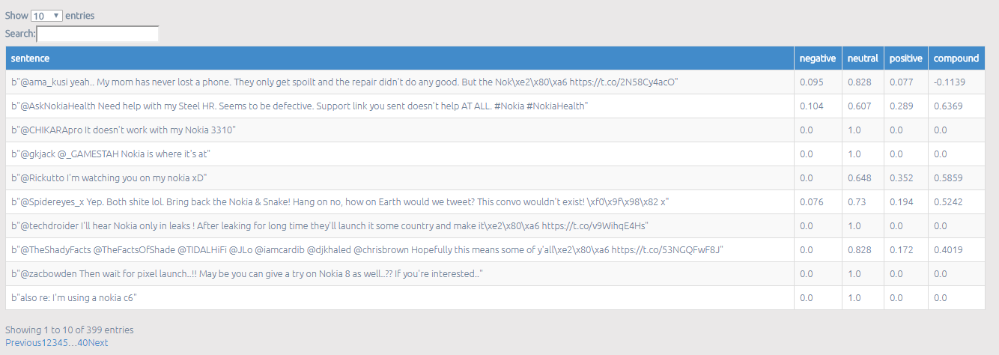 Show 10 entries
Search:
sentence negative neutral positive compound
b"@ama_kusi yeah.. My mom has never lost a phone. They only get spoilt and the repair didn't do any good. But the Nok\xe2\x80\xa6 https://t.co/2N58Cy4acO" 0.095 0.828 0.077 -0.1139
b"@AskNokiaHealth Need help with my Steel HR. Seems to be defective. Support link you sent doesn't help AT ALL. #Nokia #NokiaHealth" 0.104 0.607 0.289 0.6369
b"@CHIKARApro It doesn't work with my Nokia 3310" 0.0 1.0 0.0 0.0
b"@gkjack @_GAMESTAH Nokia is where it's at" 0.0 1.0 0.0 0.0
b"@Rickutto I'm watching you on my nokia xD" 0.0 0.648 0.352 0.5859
b"@Spidereyes_x Yep. Both shite lol. Bring back the Nokia & Snake! Hang on no, how on Earth would we tweet? This convo wouldn't exist! \xf0\x9f\x98\x82 x" 0.076 0.73 0.194 0.5242
b"@techdroider I'll hear Nokia only in leaks ! After leaking for long time they'll launch it some country and make it\xe2\x80\xa6 https://t.co/v9WihqE4Hs" 0.0 1.0 0.0 0.0
b"@TheShadyFacts @TheFactsOfShade @TIDALHiFi @JLo @iamcardib @djkhaled @chrisbrown Hopefully this means some of y'all\xe2\x80\xa6 https://t.co/53NGQFwF8J" 0.0 0.828 0.172 0.4019
b"@zacbowden Then wait for pixel launch..!! May be you can give a try on Nokia 8 as well..?? If you're interested.." 0.0 1.0 0.0 0.0
b"also re: I'm using a nokia c6" 0.0 1.0 0.0 0.0
Showing 1 to 10 of 399 entries
Previous12345…40Next